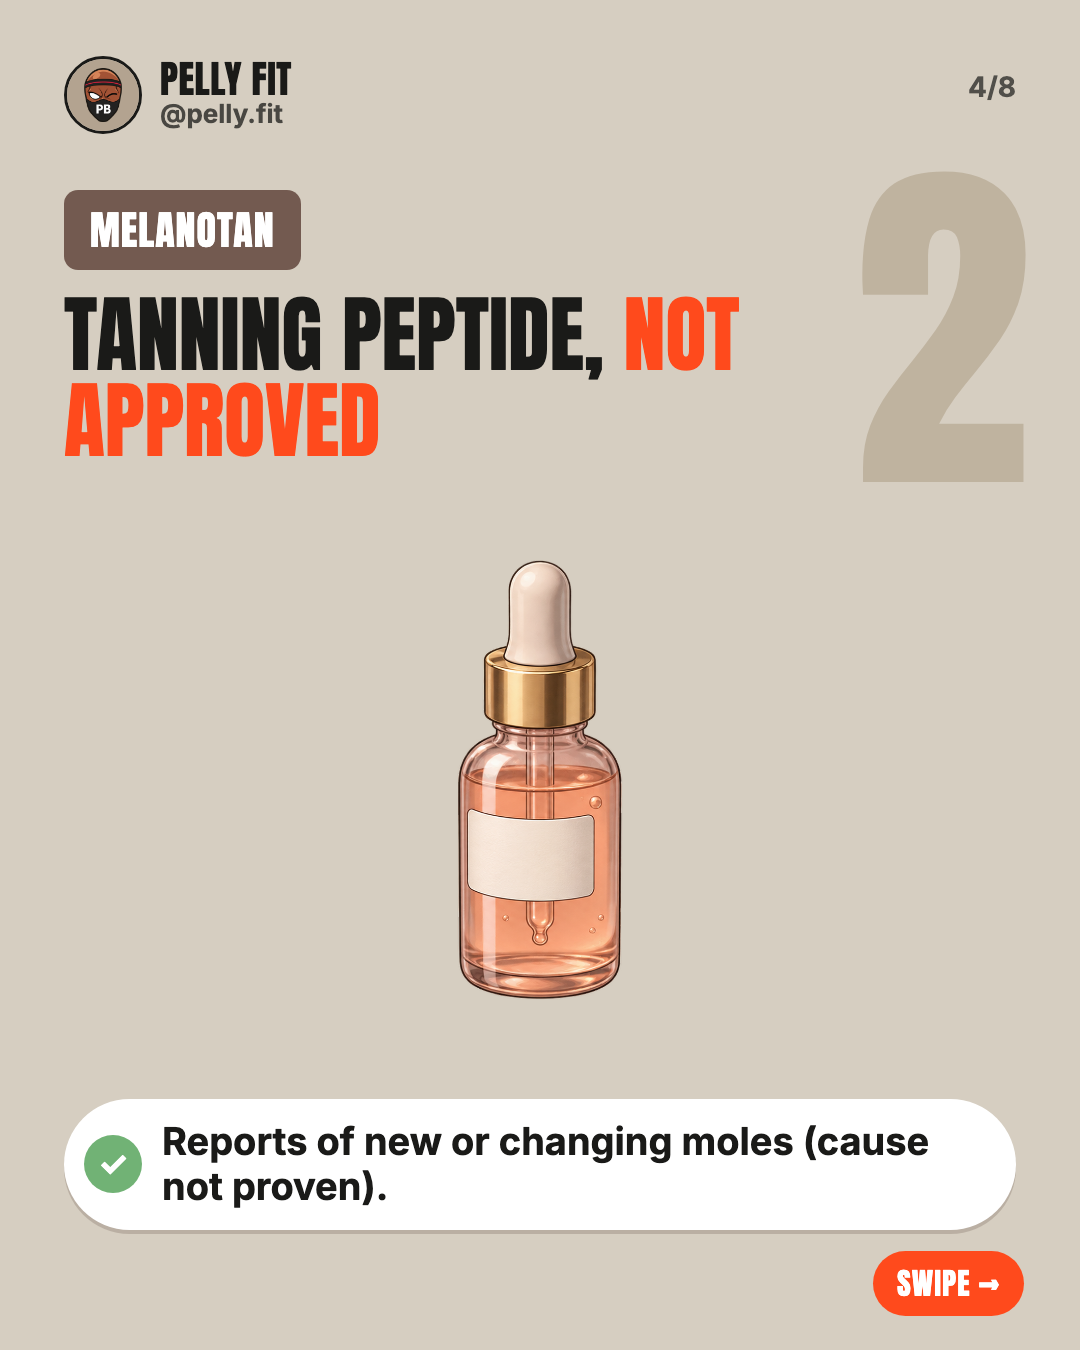 PELLY FIT
@pelly.fit
4/8
PB
MELANOTAN
2
TANNING PEPTIDE, NOT
APPROVED
Reports of new or changing moles (cause
not proven).
SWIPE →